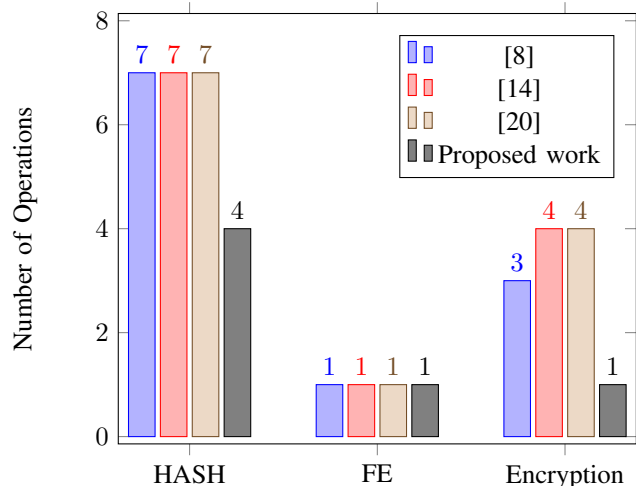 8
6
4
2
0
Number of Operations
7 7 7 4
1 1 1 1
3 4 4 1
[8]
[14]
[20]
Proposed work
HASH FE Encryption